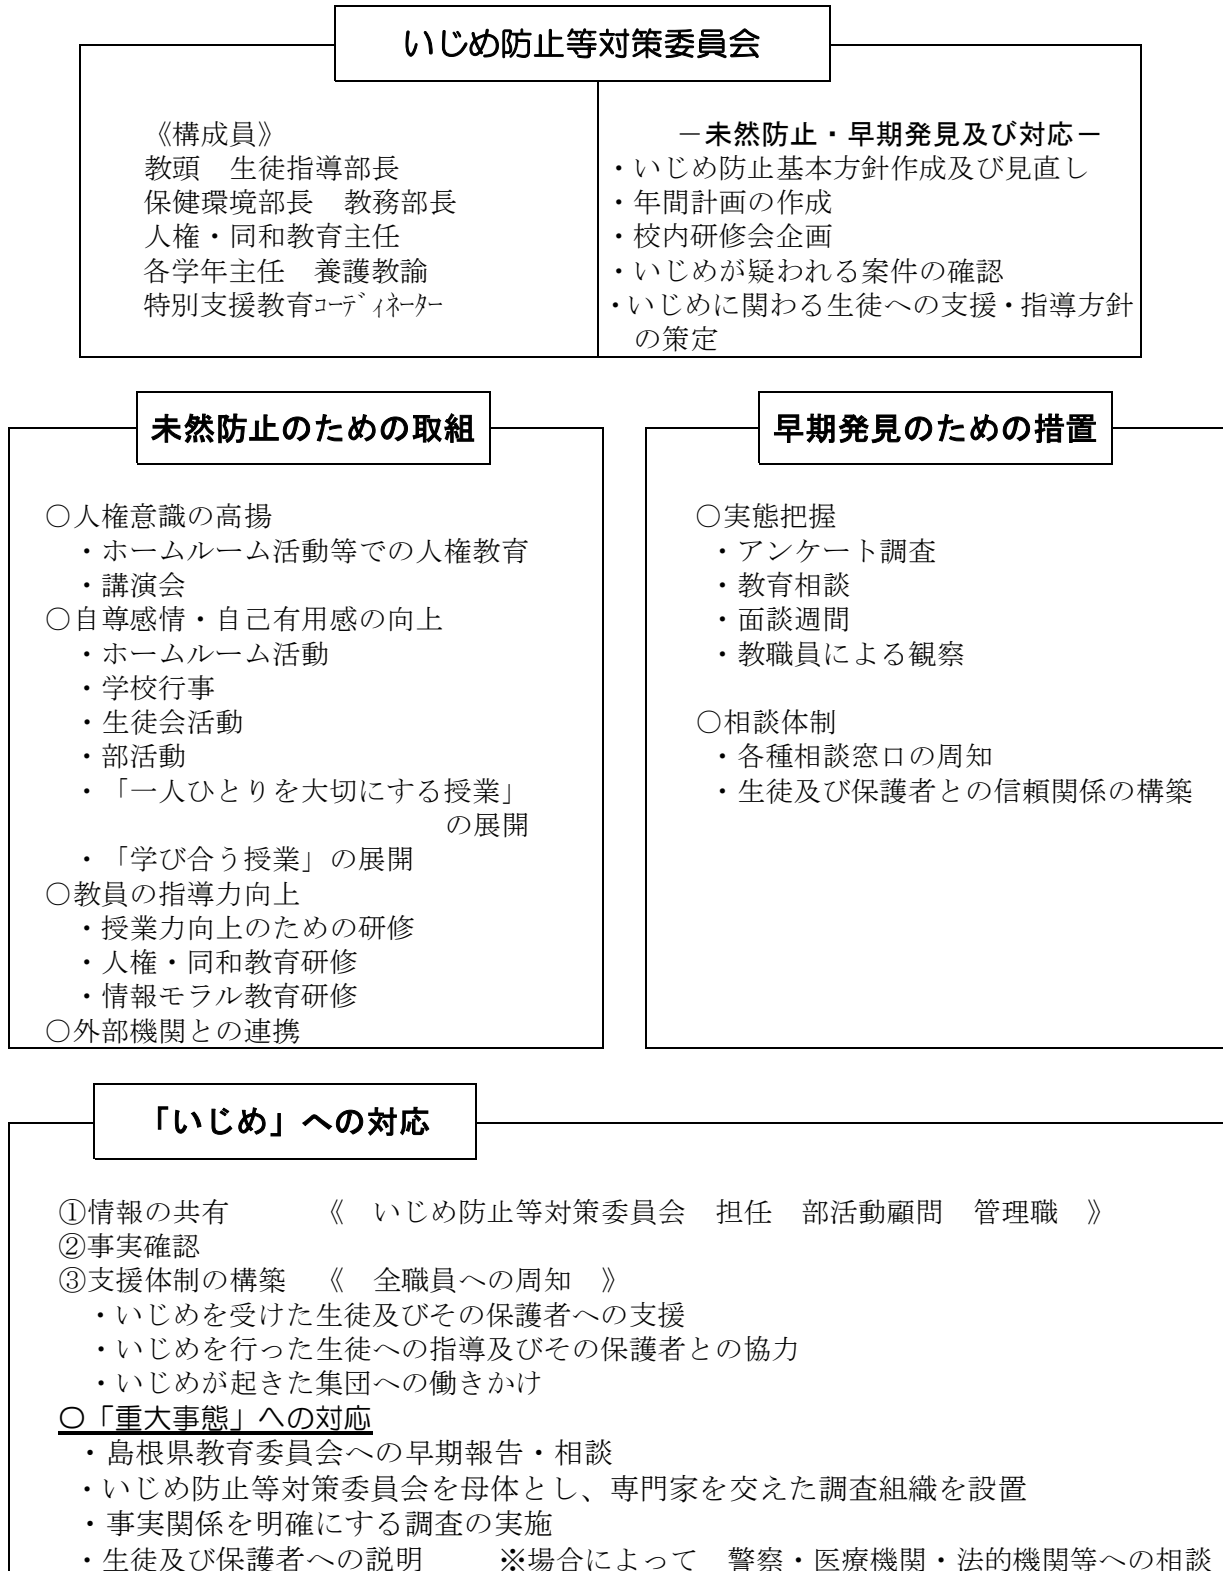 いじめ防止等対策委員会
《構成員》
教頭　生徒指導部長
保健環境部長　教務部長
人権・同和教育主任
各学年主任　養護教諭
特別支援教育ｺｰﾃﾞｨﾈｰﾀｰ
－未然防止・早期発見及び対応－
・いじめ防止基本方針作成及び見直し
・年間計画の作成
・校内研修会企画
・いじめが疑われる案件の確認
・いじめに関わる生徒への支援・指導方針
の策定
未然防止のための取組
○人権意識の高揚
・ホームルーム活動等での人権教育
・講演会
○自尊感情・自己有用感の向上
・ホームルーム活動
・学校行事
・生徒会活動
・部活動
・「一人ひとりを大切にする授業」
の展開
・「学び合う授業」の展開
○教員の指導力向上
・授業力向上のための研修
・人権・同和教育研修
・情報モラル教育研修
○外部機関との連携
早期発見のための措置
○実態把握
・アンケート調査
・教育相談
・面談週間
・教職員による観察
○相談体制
・各種相談窓口の周知
・生徒及び保護者との信頼関係の構築
「いじめ」への対応
①情報の共有　　　《　いじめ防止等対策委員会　担任　部活動顧問　管理職　》
②事実確認
③支援体制の構築　《　全職員への周知　》
・いじめを受けた生徒及びその保護者への支援
・いじめを行った生徒への指導及びその保護者との協力
・いじめが起きた集団への働きかけ
○「重大事態」への対応
・島根県教育委員会への早期報告・相談
・いじめ防止等対策委員会を母体とし、専門家を交えた調査組織を設置
・事実関係を明確にする調査の実施
・生徒及び保護者への説明　　※場合によって　警察・医療機関・法的機関等への相談